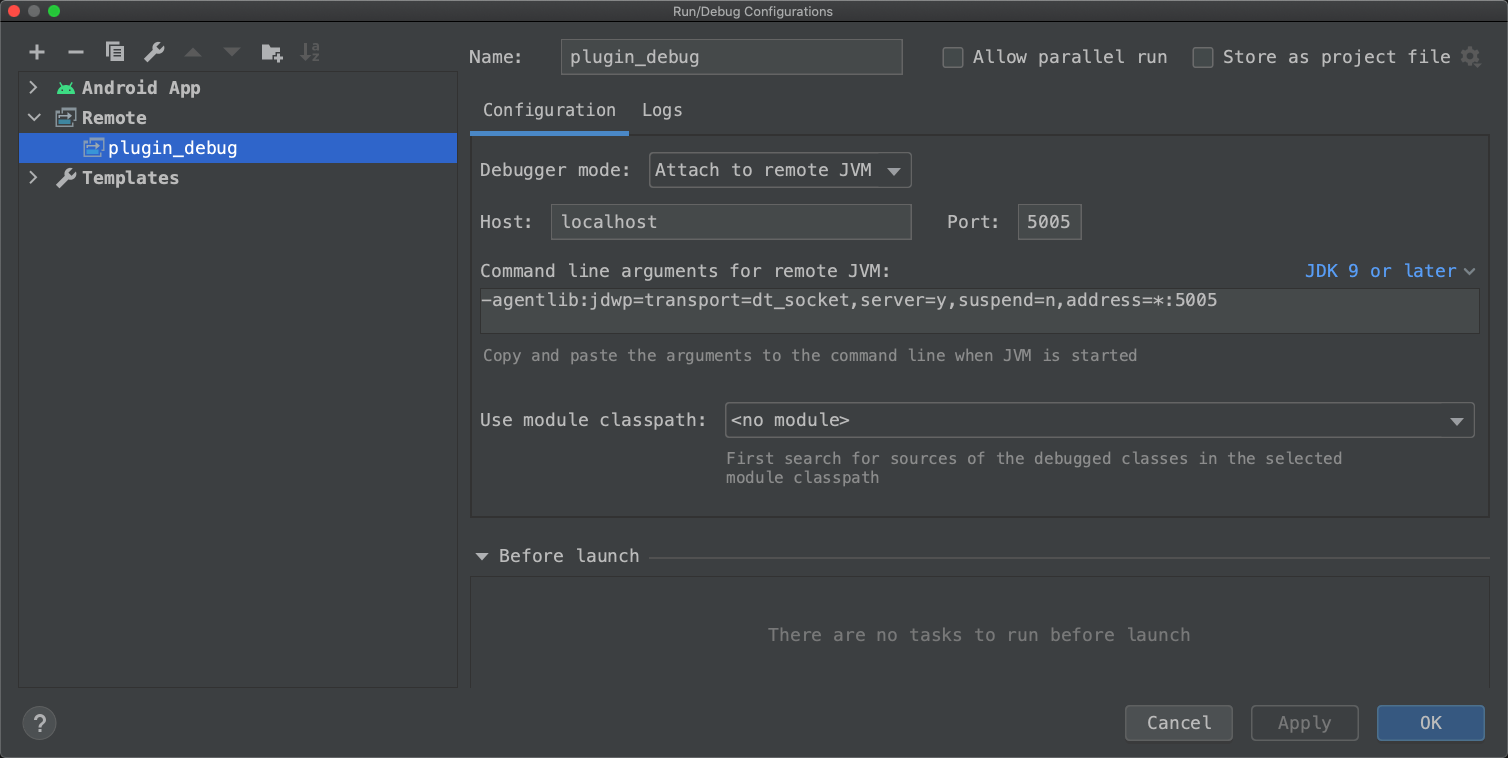 Run/Debug Configurations
Android App
Remote
plugin_debug
Templates
Name: plugin_debug Allow parallel run Store as project file
Configuration Logs
Debugger mode: Attach to remote JVM
Host: localhost Port: 5005
Command line arguments for remote JVM: JDK 9 or later
-agentlib:jdwp=transport=dt_socket,server=y,suspend=n,address=*:5005
Copy and paste the arguments to the command line when JVM is started
Use module classpath: <no module>
First search for sources of the debugged classes in the selected
module classpath
Before launch
There are no tasks to run before launch
? Cancel Apply OK